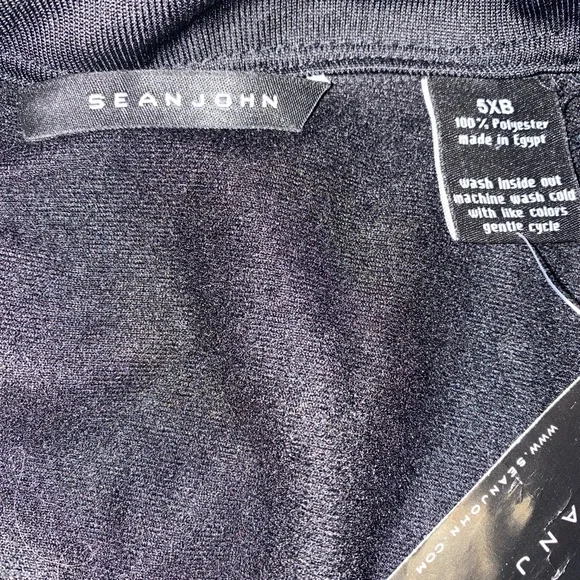 SEANJOHN
5XB
100% Polyester
made in Egypt
wash inside out
machine wash cold
with like colors
gentle cycle
WWW.SEANJOHN.COM
A N J